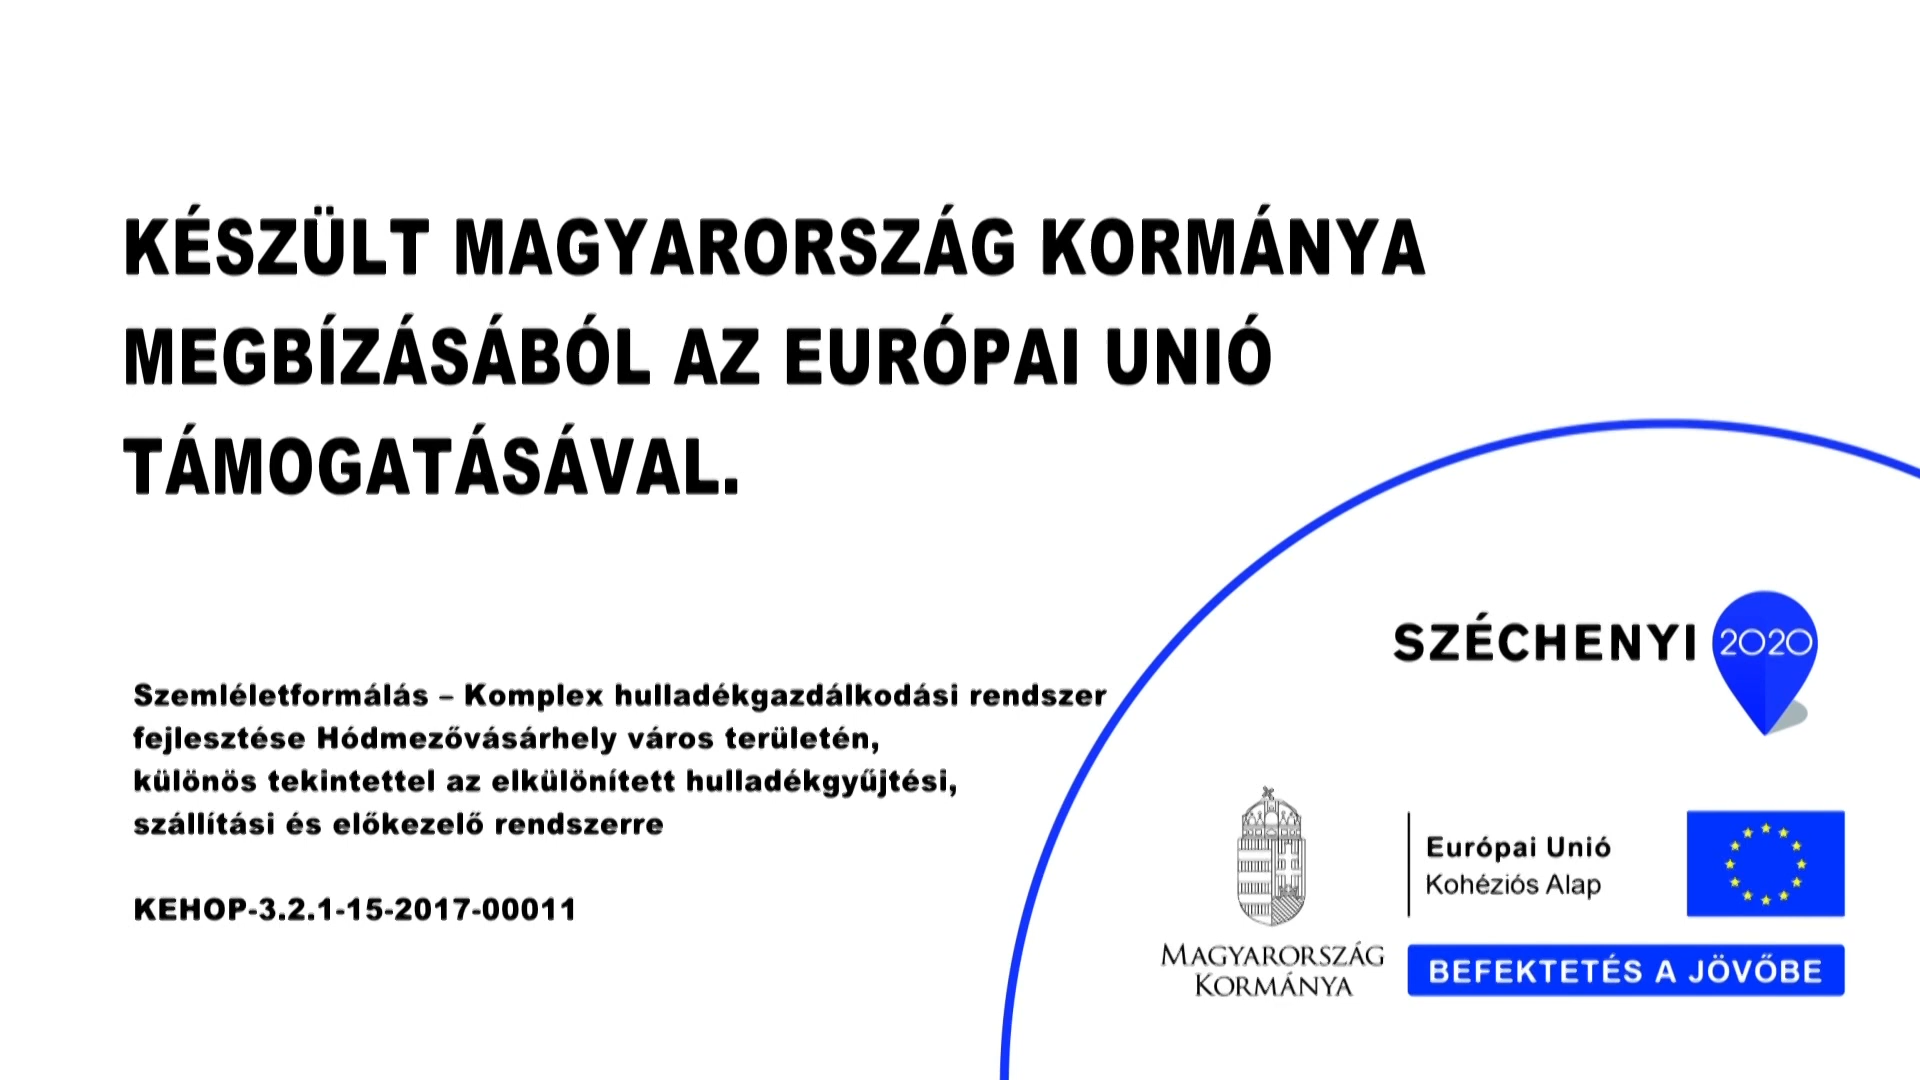 KÉSZÜLT MAGYARORSZÁG KORMÁNYA
MEGBÍZÁSÁBÓL AZ EURÓPAI UNIÓ
TÁMOGATÁSÁVAL.
Szemléletformálás – Komplex hulladékgazdálkodási rendszer
fejlesztése Hódmezővásárhely város területén,
különös tekintettel az elkülönített hulladékgyűjtési,
szállítási és előkezelő rendszerre
KEHOP-3.2.1-15-2017-00011
SZÉCHENYI 2020
MAGYARORSZÁG
KORMÁNYA
Európai Unió
Kohéziós Alap
BEFEKTETÉS A JÖVŐBE